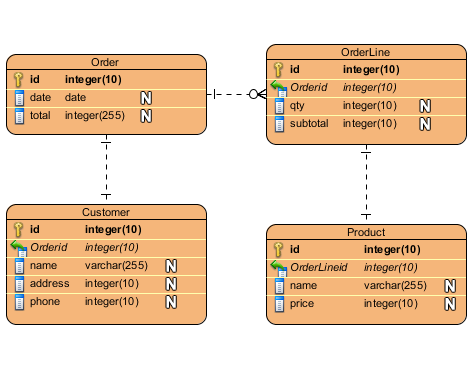 Order
id integer(10)
date date N
total integer(255) N
OrderLine
id integer(10)
Orderid integer(10)
qty integer(10) N
subtotal integer(10) N
Customer
id integer(10)
Orderid integer(10)
name varchar(255) N
address integer(10) N
phone integer(10) N
Product
id integer(10)
OrderLineid integer(10)
name varchar(255) N
price integer(10) N